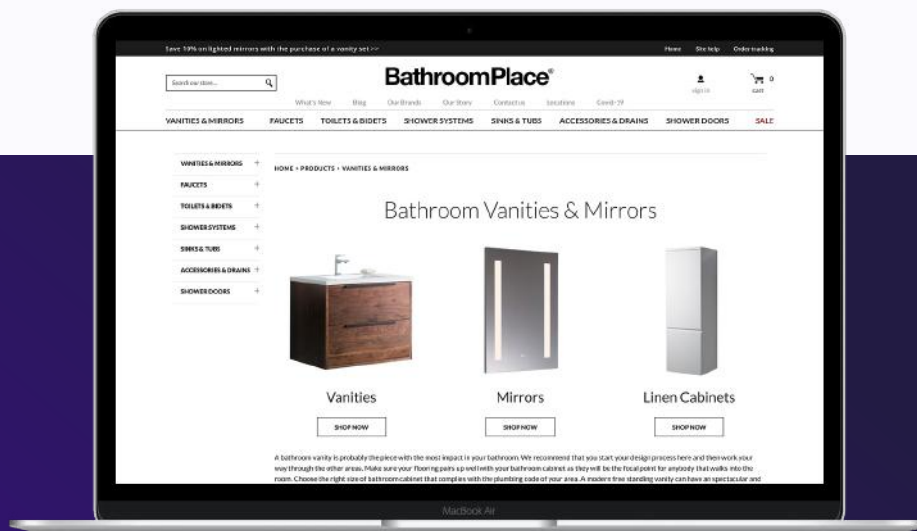 Save 10% on lighted mirrors with the purchase of a vanity set >>
Home Site help Order tracking
Search our store...
BathroomPlace®
sign in
0
cart
What's New Blog Our Brands Our Story Contact us Locations Covid-19
VANITIES & MIRRORS FAUCETS TOILETS & BIDETS SHOWER SYSTEMS SINKS & TUBS ACCESSORIES & DRAINS SHOWER DOORS SALE
VANITIES & MIRRORS +
FAUCETS +
TOILETS & BIDETS +
SHOWER SYSTEMS +
SINKS & TUBS +
ACCESSORIES & DRAINS +
SHOWER DOORS +
HOME • PRODUCTS • VANITIES & MIRRORS
Bathroom Vanities & Mirrors
Vanities Mirrors Linen Cabinets
SHOP NOW SHOP NOW SHOP NOW
A bathroom vanity is probably the piece with the most impact in your bathroom. We recommend that you start your design process here and then work your
way through the other areas. Make sure your flooring pairs up well with your bathroom cabinet as they will be the focal point for anybody that walks into the
room. Choose the right size of bathroom cabinet that complies with the plumbing code of your area. A modern free standing vanity can have an spectacular and
MacBook Air